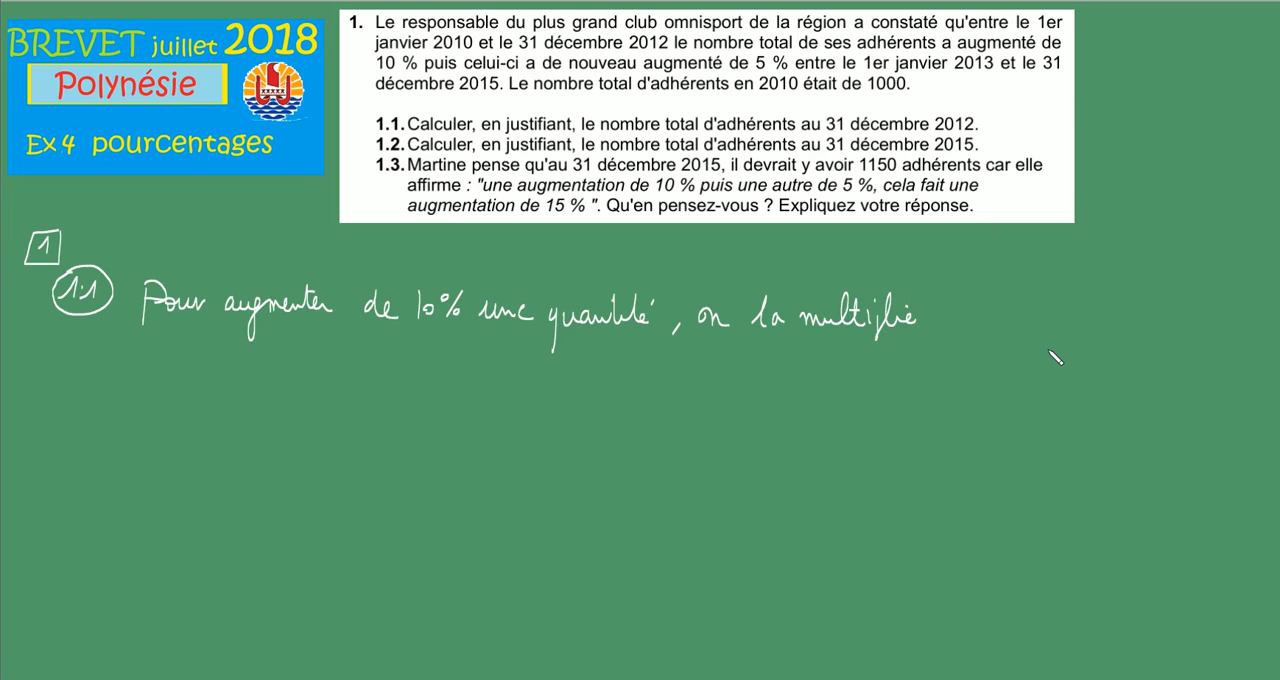 BREVET juillet 2018
Polynésie
Ex 4 pourcentages
1. Le responsable du plus grand club omnisport de la région a constaté qu'entre le 1er
janvier 2010 et le 31 décembre 2012 le nombre total de ses adhérents a augmenté de
10 % puis celui-ci a de nouveau augmenté de 5 % entre le 1er janvier 2013 et le 31
décembre 2015. Le nombre total d'adhérents en 2010 était de 1000.
1.1. Calculer, en justifiant, le nombre total d'adhérents au 31 décembre 2012.
1.2. Calculer, en justifiant, le nombre total d'adhérents au 31 décembre 2015.
1.3. Martine pense qu'au 31 décembre 2015, il devrait y avoir 1150 adhérents car elle
affirme : "une augmentation de 10 % puis une autre de 5 %, cela fait une
augmentation de 15 % ". Qu'en pensez-vous ? Expliquez votre réponse.
1
1.1 Pour augmenter de 10% une quantité, on la multiplie